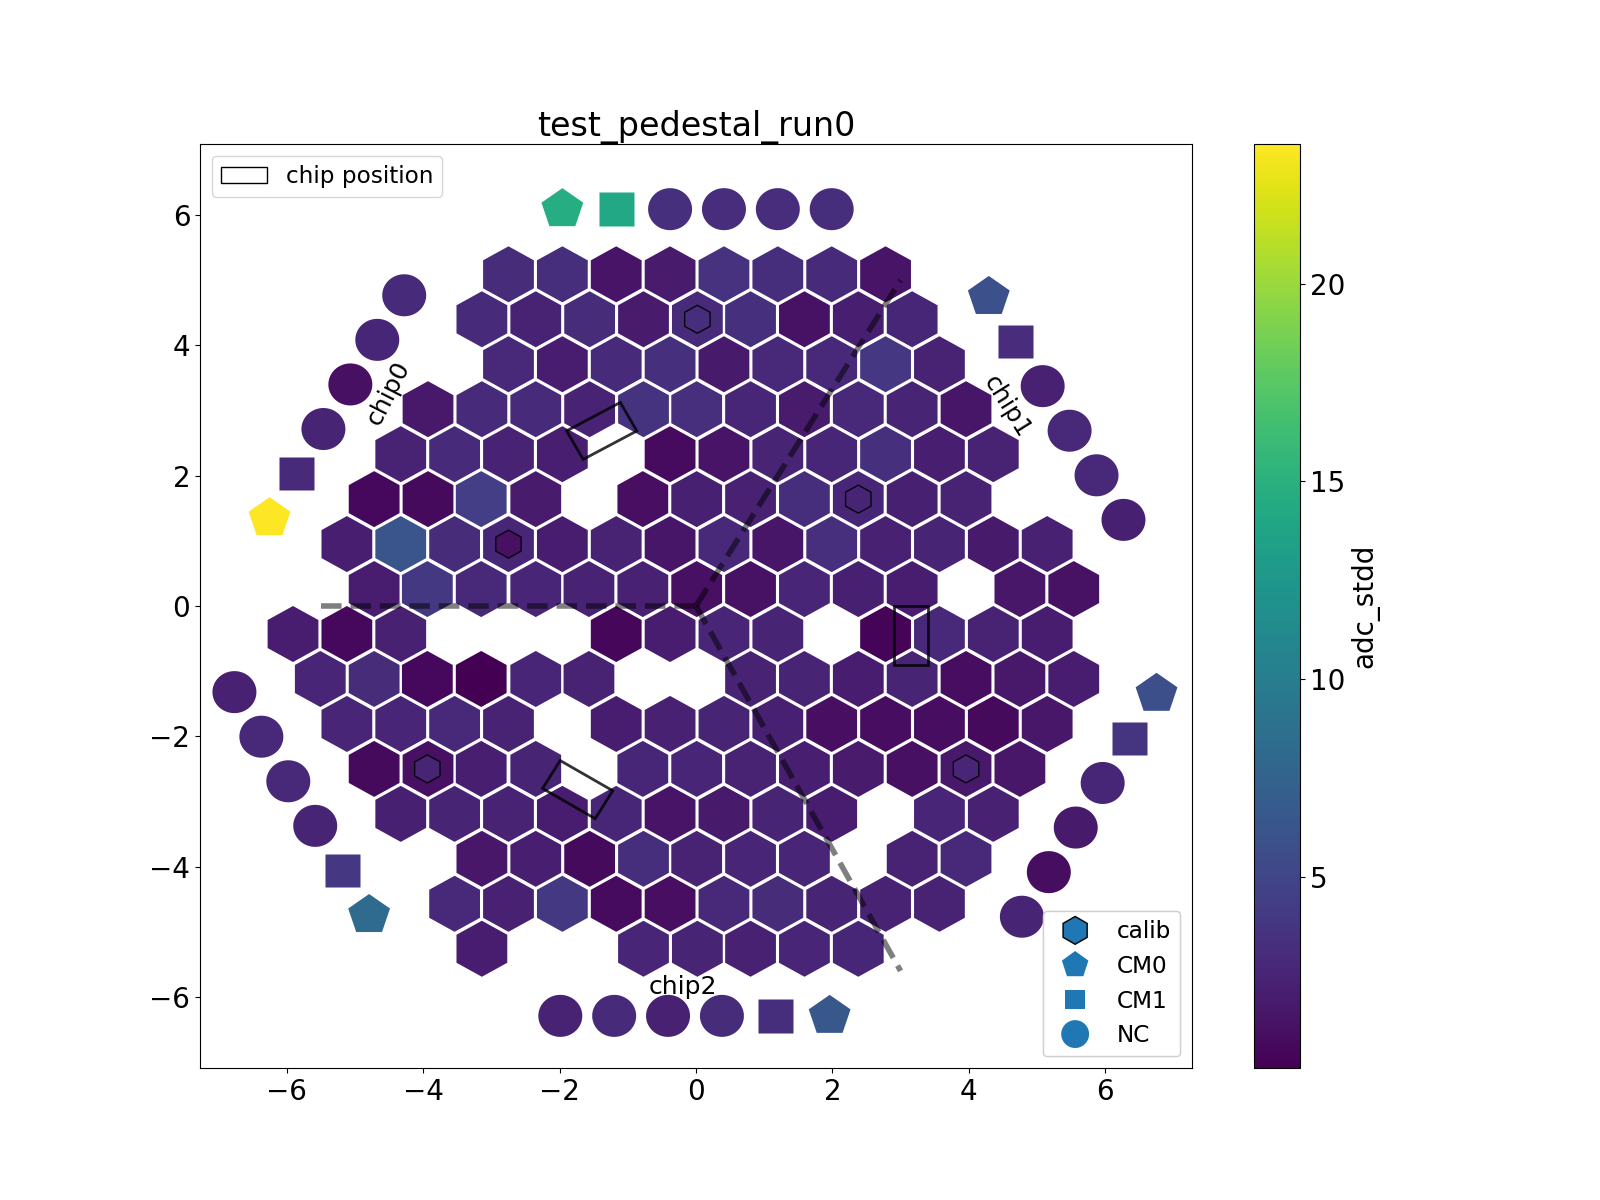 test_pedestal_run0
chip position
chip0
chip1
chip2
6
4
2
0
−2
−4
−6
−6
−4
−2
0
2
4
6
calib
CM0
CM1
NC
20
15
10
5
adc_stdd